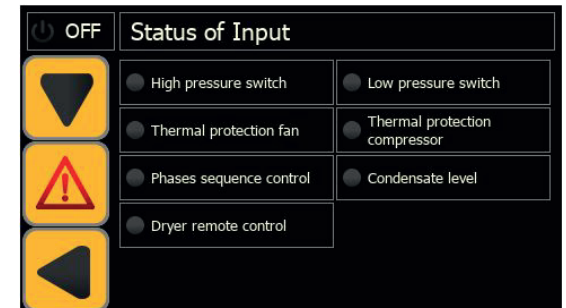 OFF
Status of Input
High pressure switch
Low pressure switch
Thermal protection fan
Thermal protection
compressor
Phases sequence control
Condensate level
Dryer remote control